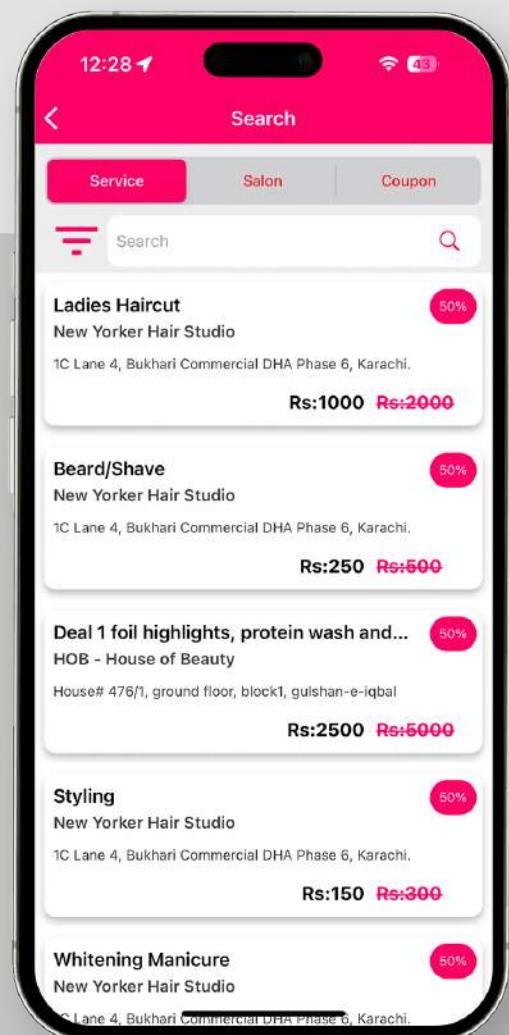 12:28
43
Search
Service
Salon
Coupon
Search
Ladies Haircut
50%
New Yorker Hair Studio
1C Lane 4, Bukhari Commercial DHA Phase 6, Karachi.
Rs:1000 Rs:2000
Beard/Shave
50%
New Yorker Hair Studio
1C Lane 4, Bukhari Commercial DHA Phase 6, Karachi.
Rs:250 Rs:500
Deal 1 foil highlights, protein wash and...
50%
HOB - House of Beauty
House# 476/1, ground floor, block1, gulshan-e-iqbal
Rs:2500 Rs:5000
Styling
50%
New Yorker Hair Studio
1C Lane 4, Bukhari Commercial DHA Phase 6, Karachi.
Rs:150 Rs:300
Whitening Manicure
50%
New Yorker Hair Studio
1C Lane 4, Bukhari Commercial DHA Phase 6, Karachi.